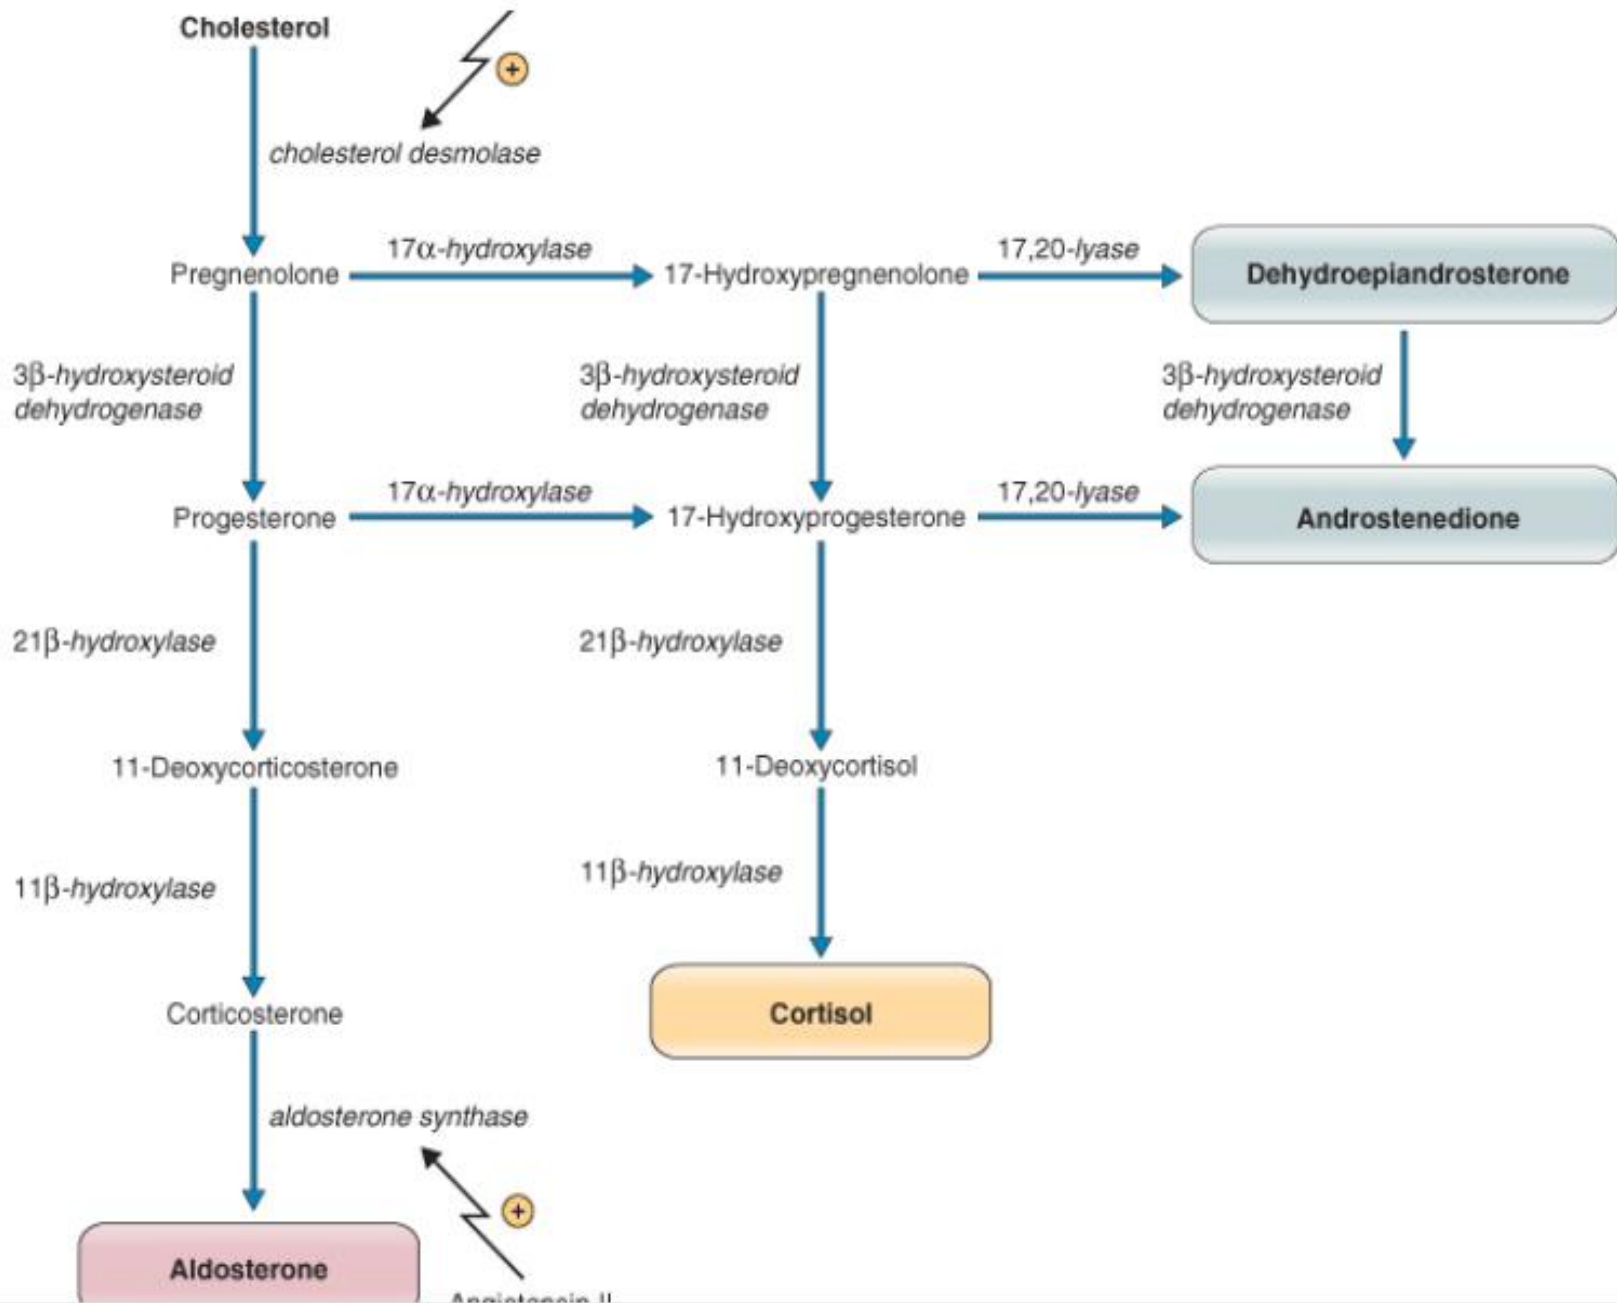 Cholesterol
+
cholesterol desmolase
17α-hydroxylase
17,20-lyase
Pregnenolone
17-Hydroxypregnenolone
Dehydroepiandrosterone
3β-hydroxysteroid
dehydrogenase
3β-hydroxysteroid
dehydrogenase
3β-hydroxysteroid
dehydrogenase
17α-hydroxylase
17,20-lyase
Progesterone
17-Hydroxyprogesterone
Androstenedione
21β-hydroxylase
21β-hydroxylase
11-Deoxycorticosterone
11-Deoxycortisol
11β-hydroxylase
11β-hydroxylase
Corticosterone
Cortisol
aldosterone synthase
+
Aldosterone
Angiotensin II